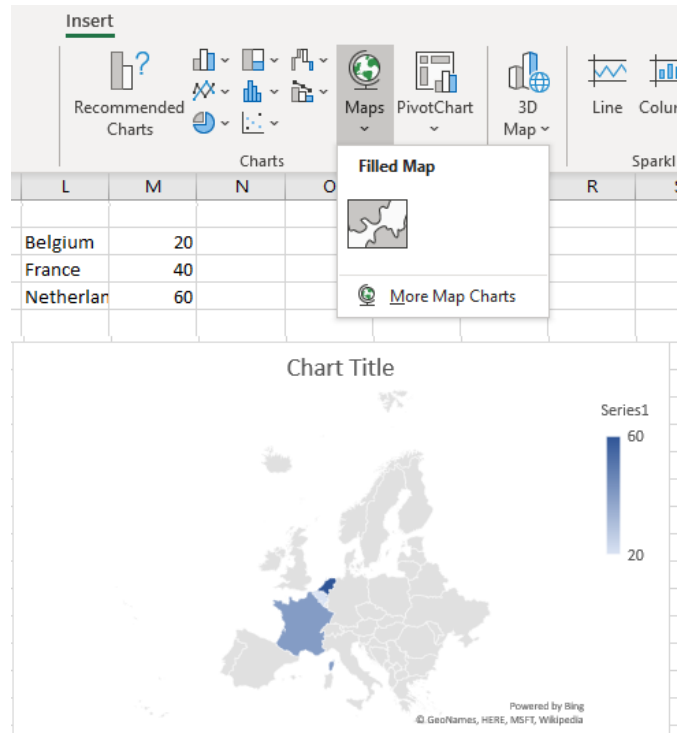 Insert
Recommended
Charts
Maps
PivotChart
3D
Map
Line
Colu
Charts
Sparkl
Filled Map
More Map Charts
L M N O R
Belgium 20
France 40
Netherlan 60
Chart Title
Series1
60
20
Powered by Bing
© GeoNames, HERE, MSFT, Wikipedia